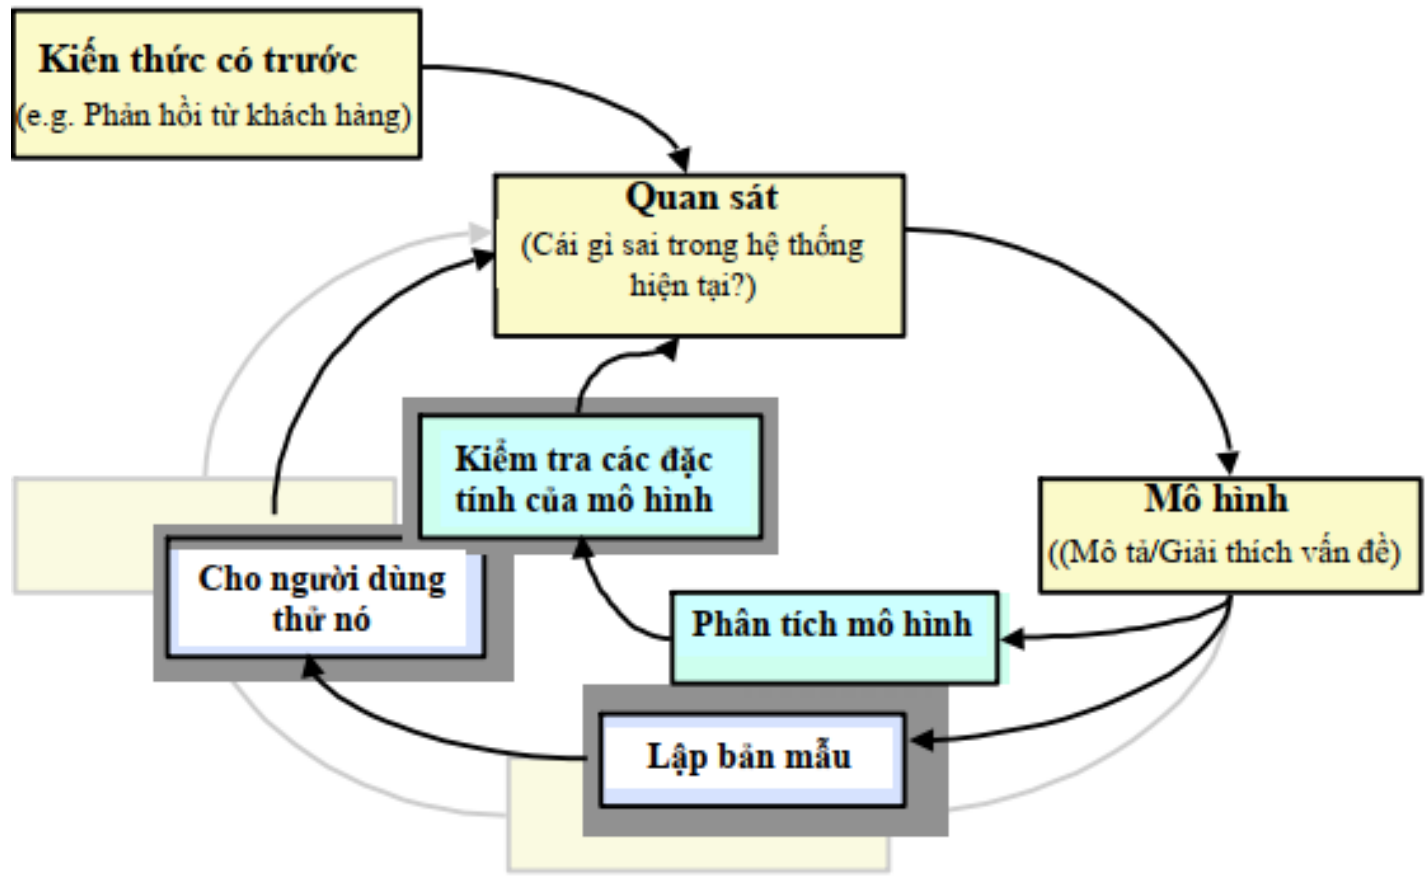 Kiến thức có trước
(e.g. Phản hồi từ khách hàng)
Quan sát
(Cái gì sai trong hệ thống
hiện tại?)
Kiểm tra các đặc
tính của mô hình
Mô hình
((Mô tả/Giải thích vấn đề)
Cho người dùng
thử nó
Phân tích mô hình
Lập bản mẫu